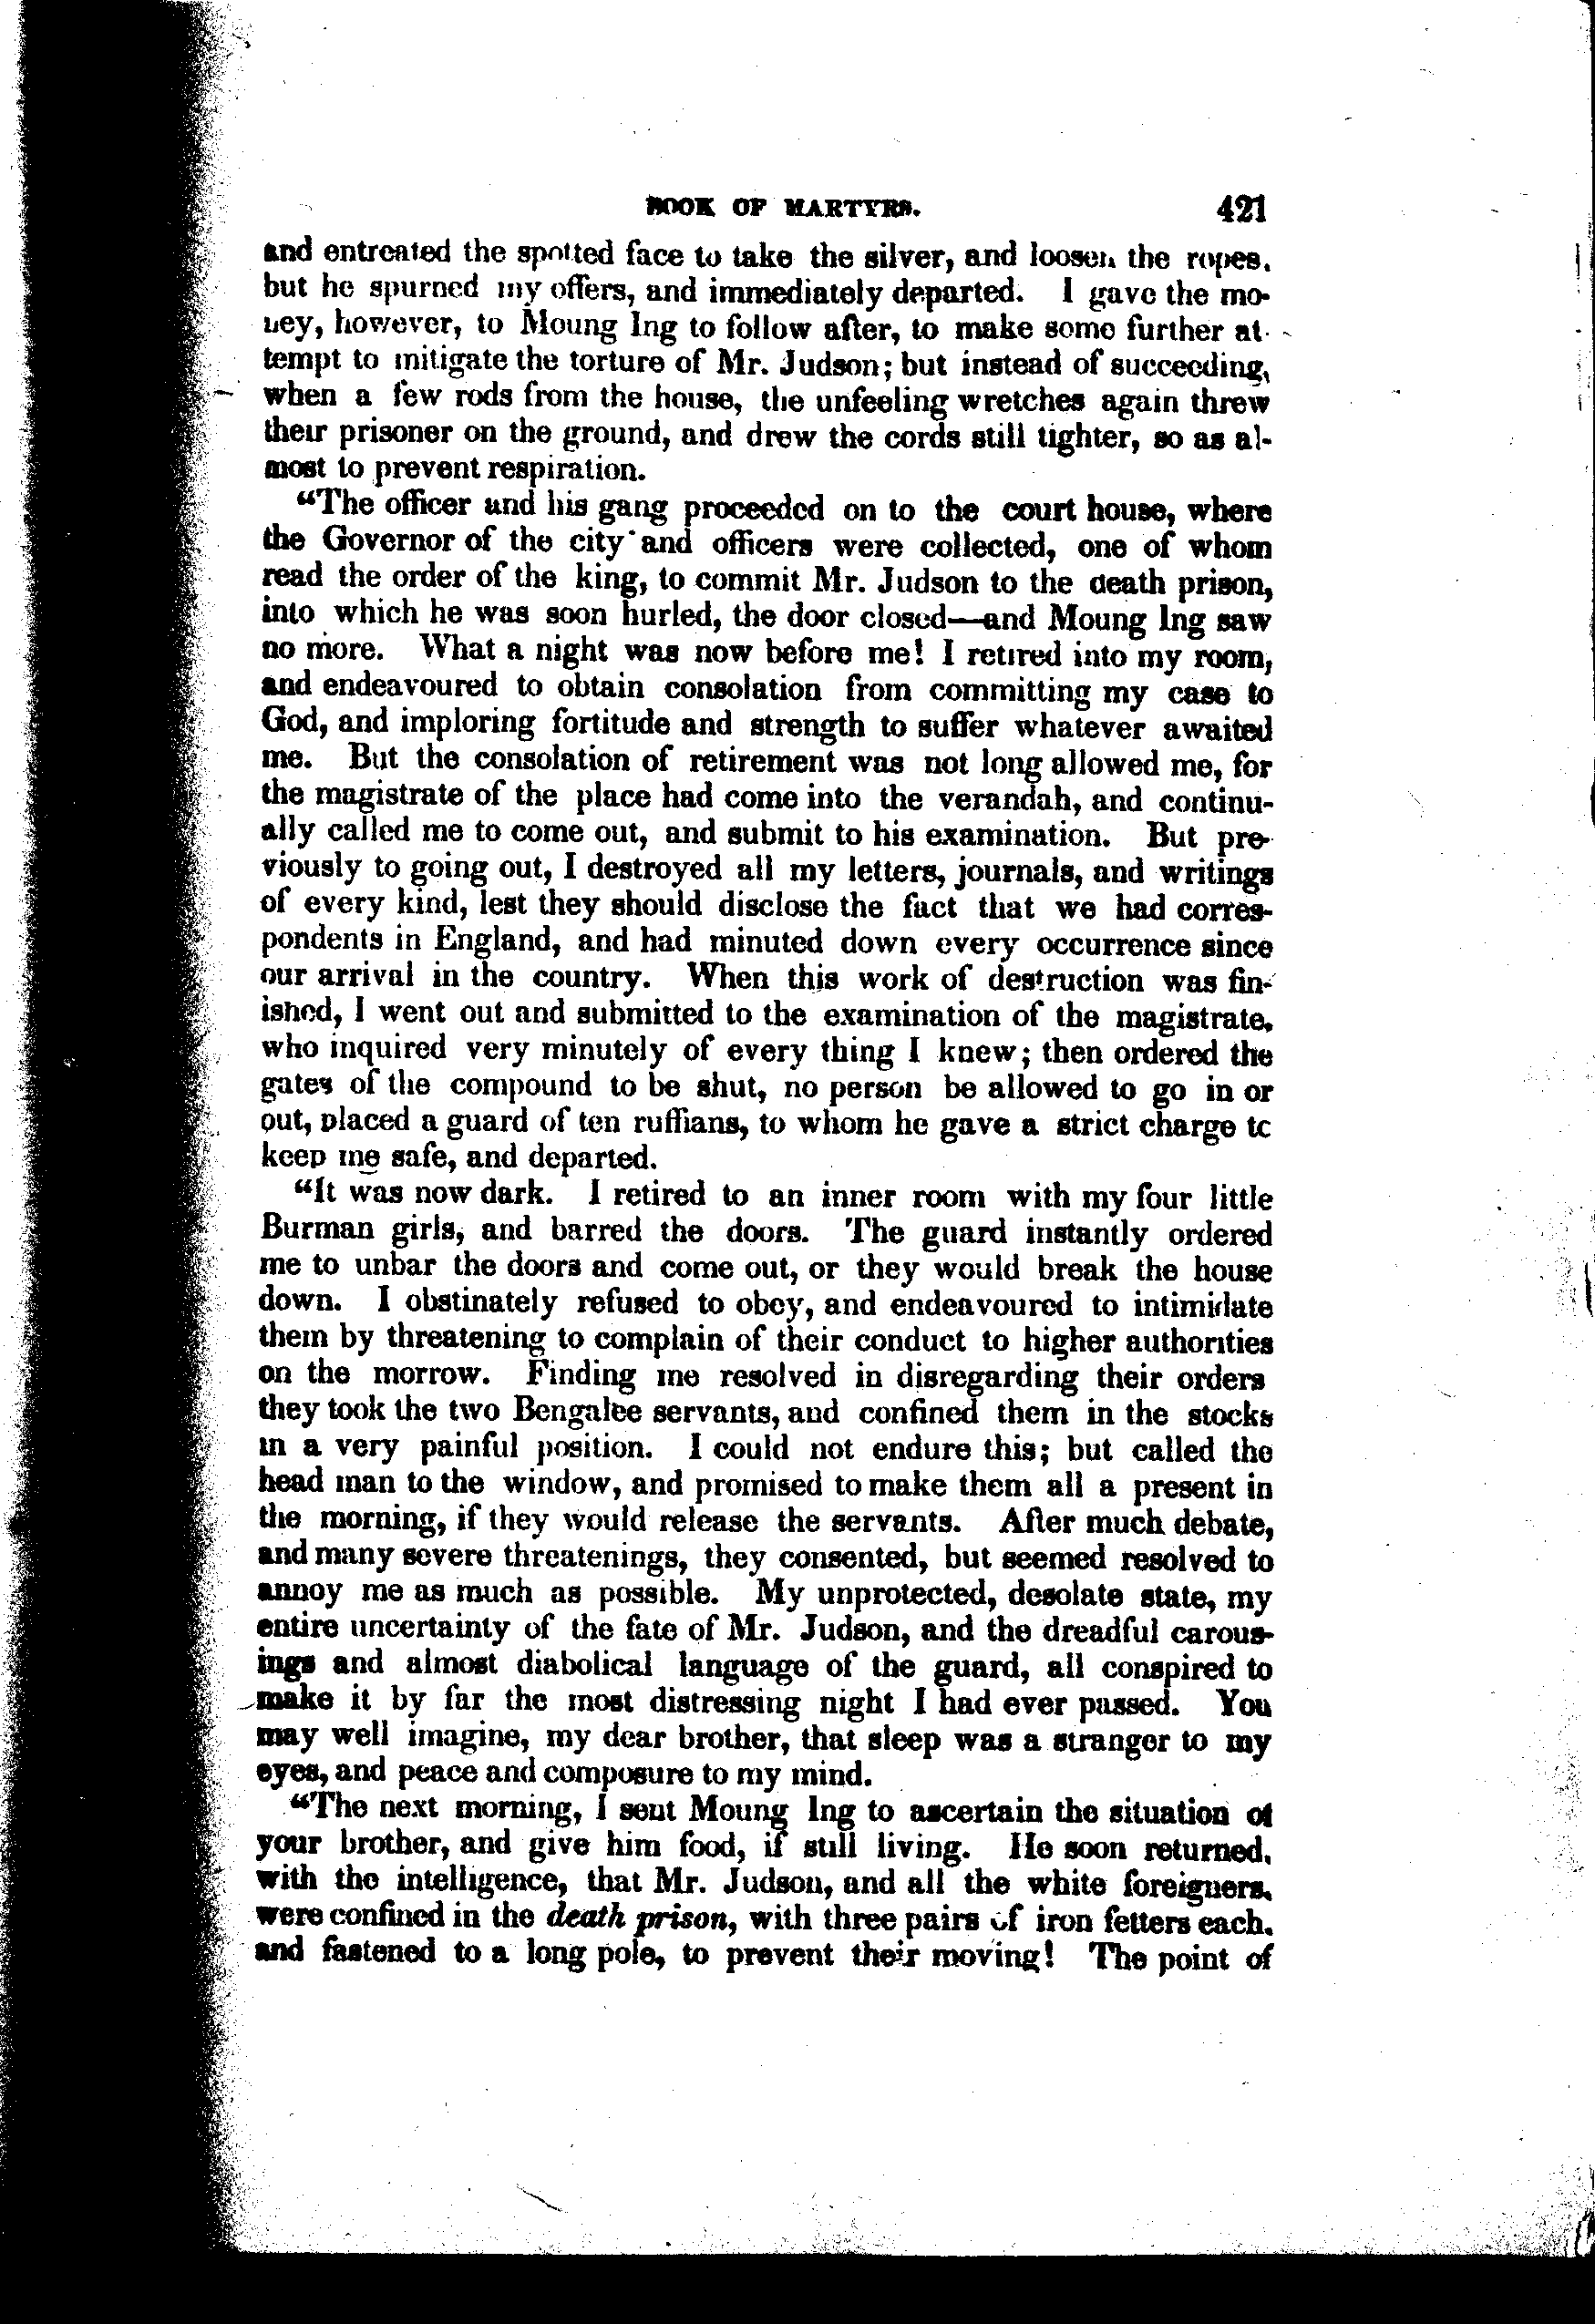 BOOK OF MARTYRS. 421
and entreated the spotted face to take the silver, and loosen the ropes,
but he spurned my offers, and immediately departed. I gave the mo-
ney, however, to Moung Ing to follow after, to make some further at-
tempt to mitigate the torture of Mr. Judson; but instead of succeeding,
when a few rods from the house, the unfeeling wretches again threw
their prisoner on the ground, and drew the cords still tighter, so as al-
most to prevent respiration.
“The officer and his gang proceeded on to the court house, where
the Governor of the city and officers were collected, one of whom
read the order of the king, to commit Mr. Judson to the death prison,
into which he was soon hurled, the door closed—and Moung Ing saw
no more. What a night was now before me! I retired into my room,
and endeavoured to obtain consolation from committing my case to
God, and imploring fortitude and strength to suffer whatever awaited
me. But the consolation of retirement was not long allowed me, for
the magistrate of the place had come into the verandah, and continu-
ally called me to come out, and submit to his examination. But pre-
viously to going out, I destroyed all my letters, journals, and writings
of every kind, lest they should disclose the fact that we had corres-
pondents in England, and had minuted down every occurrence since
our arrival in the country. When this work of destruction was fin-
ished, I went out and submitted to the examination of the magistrate,
who inquired very minutely of every thing I knew; then ordered the
gates of the compound to be shut, no person be allowed to go in or
out, placed a guard of ten ruffians, to whom he gave a strict charge to
keep me safe, and departed.
“It was now dark. I retired to an inner room with my four little
Burman girls, and barred the doors. The guard instantly ordered
me to unbar the doors and come out, or they would break the house
down. I obstinately refused to obey, and endeavoured to intimidate
them by threatening to complain of their conduct to higher authorities
on the morrow. Finding me resolved in disregarding their orders
they took the two Bengalee servants, and confined them in the stocks
in a very painful position. I could not endure this; but called the
head man to the window, and promised to make them all a present in
the morning, if they would release the servants. After much debate,
and many severe threatenings, they consented, but seemed resolved to
annoy me as much as possible. My unprotected, desolate state, my
entire uncertainty of the fate of Mr. Judson, and the dreadful carous-
ings and almost diabolical language of the guard, all conspired to
make it by far the most distressing night I had ever passed. You
may well imagine, my dear brother, that sleep was a stranger to my
eyes, and peace and composure to my mind.
“The next morning, I sent Moung Ing to ascertain the situation of
your brother, and give him food, if still living. He soon returned,
with the intelligence, that Mr. Judson, and all the white foreigners,
were confined in the death prison, with three pairs of iron fetters each,
and fastened to a long pole, to prevent their moving! The point of